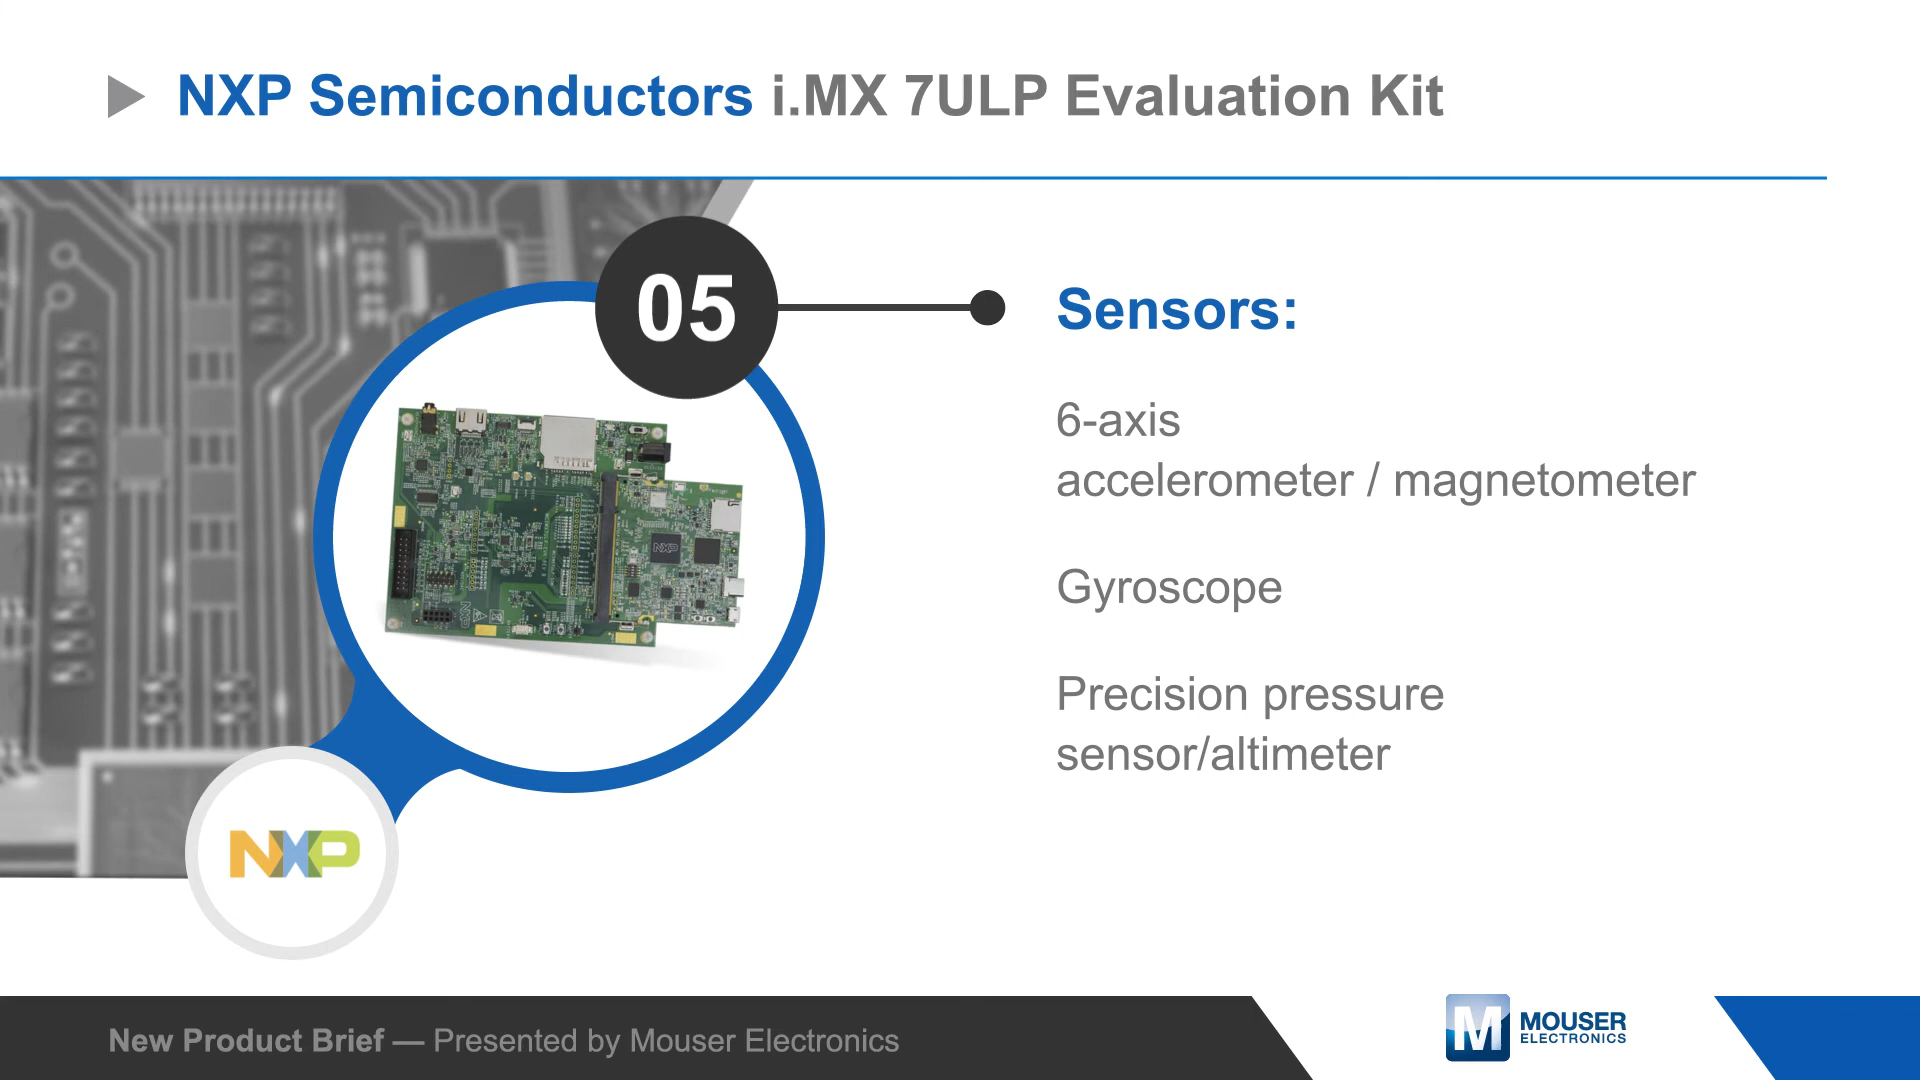 NXP Semiconductors i.MX 7ULP Evaluation Kit
05
Sensors:
6-axis
accelerometer / magnetometer
Gyroscope
Precision pressure
sensor/altimeter
NXP
NXP
New Product Brief — Presented by Mouser Electronics
M
MOUSER
ELECTRONICS